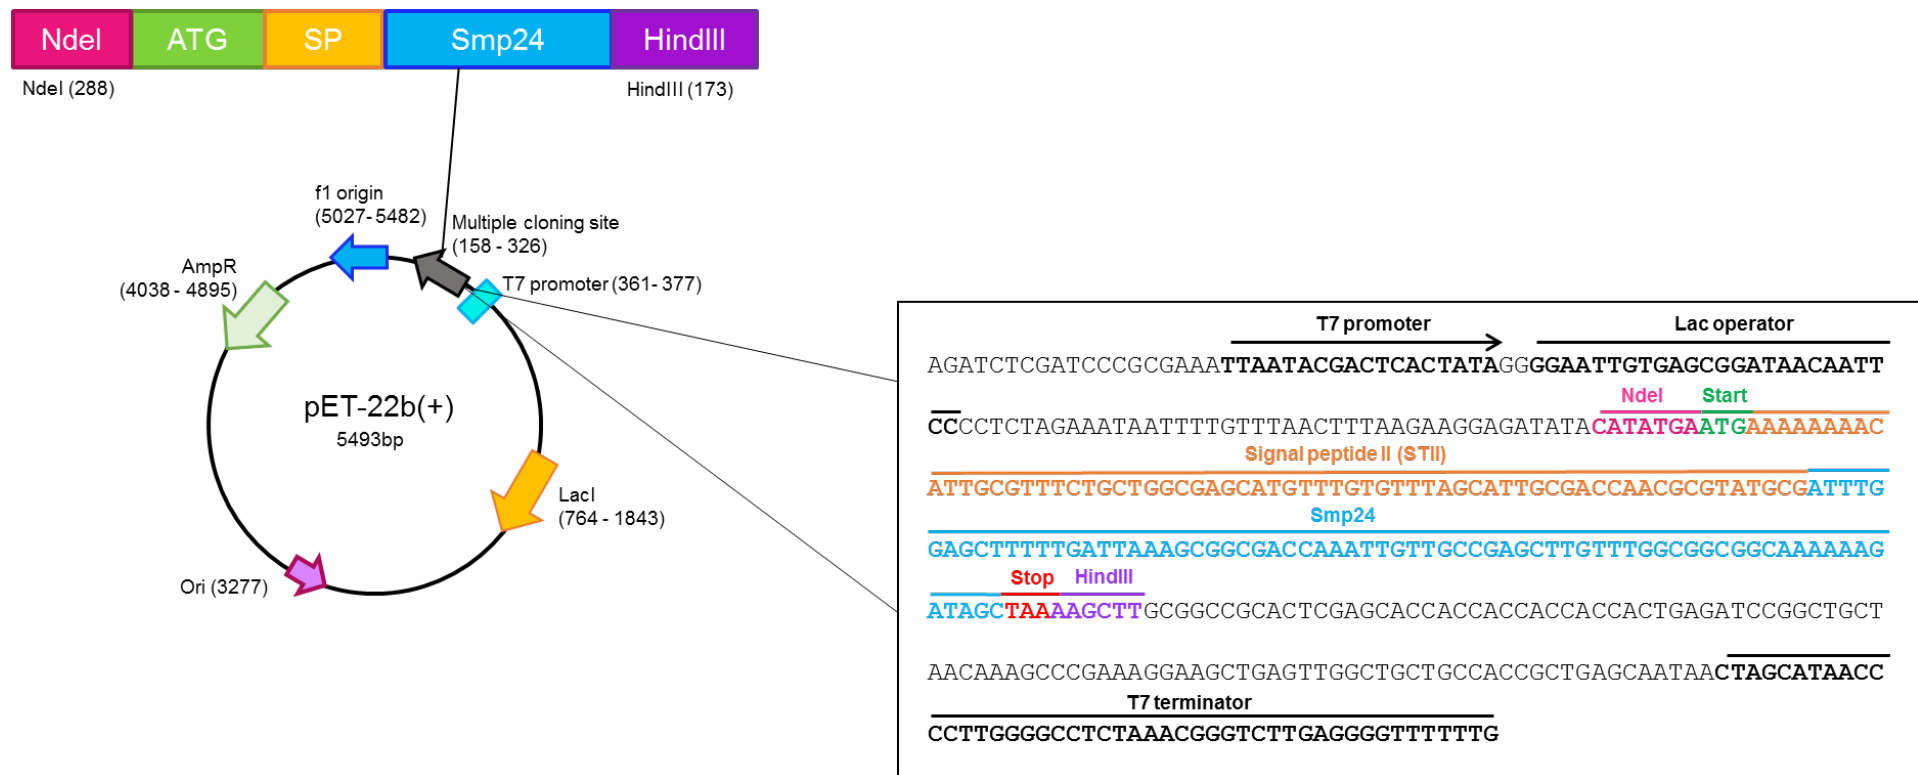 NdeI ATG SP Smp24 HindIII
NdeI (288) HindIII (173)
f1 origin
(5027- 5482)
Multiple cloning site
(158 - 326)
AmpR
(4038 - 4895)
T7 promoter (361- 377)
pET-22b(+)
5493bp
LacI
(764 - 1843)
Ori (3277)
T7 promoter Lac operator
AGATCTCGATCCCGCGAAATTAATACGACTCACTATAGGGGAATTGTGAGCGGATAACAATT
NdeI Start
CCCCTCTAGAAATAATTTTGTTTAACTTTAAGAAGGAGATATACATATGAATGAAAAAAAAC
Signal peptide II (STII)
ATTGCGTTTCTGCTGGCGAGCATGTTTGTGTTTAGCATTGCGACCAACGCGTATGCGATTTG
Smp24
GAGCTTTTTGATTAAAGCGGCGACCAAATTGTTGCCGAGCTTGTTTGGCGGCGGCAAAAAAG
Stop HindIII
ATAGCTAAAAGCTTGCGGCCGCACTCGAGCACCACCACCACCACCACTGAGATCCGGCTGCT
AACAAAGCCCGAAAGGAAGCTGAGTTGGCTGCTGCCACCGCTGAGCAATAACTAGCATAACC
T7 terminator
CCTTGGGGCCTCTAAACGGGTCTTGAGGGGTTTTTTG